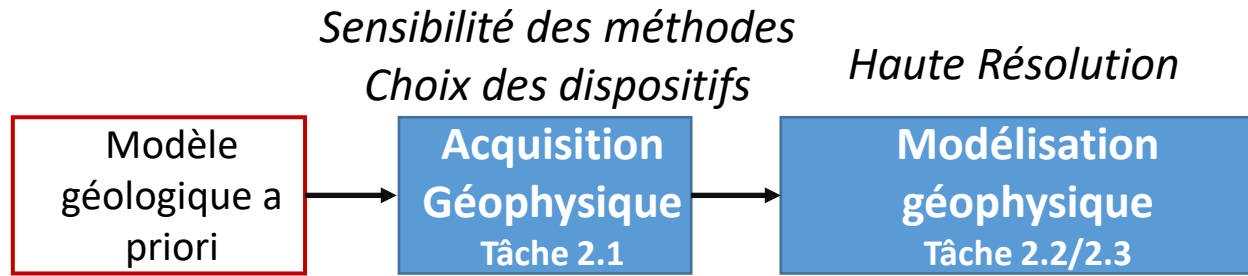 Sensibilité des méthodes
Choix des dispositifs
Haute Résolution
Modèle
géologique a
priori
Acquisition
Géophysique
Tâche 2.1
Modélisation
géophysique
Tâche 2.2/2.3